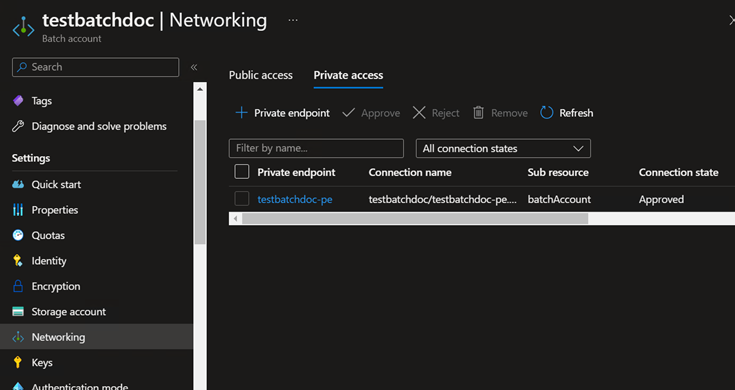 testbatchdoc | Networking ...
Batch account
Search
«
Tags
Diagnose and solve problems
Settings
Quick start
Properties
Quotas
Identity
Encryption
Storage account
Networking
Keys
Authentication mode
Public access Private access
Private endpoint Approve Reject Remove Refresh
Filter by name... All connection states
Private endpoint Connection name Sub resource Connection state
testbatchdoc-pe testbatchdoc/testbatchdoc-pe.... batchAccount Approved